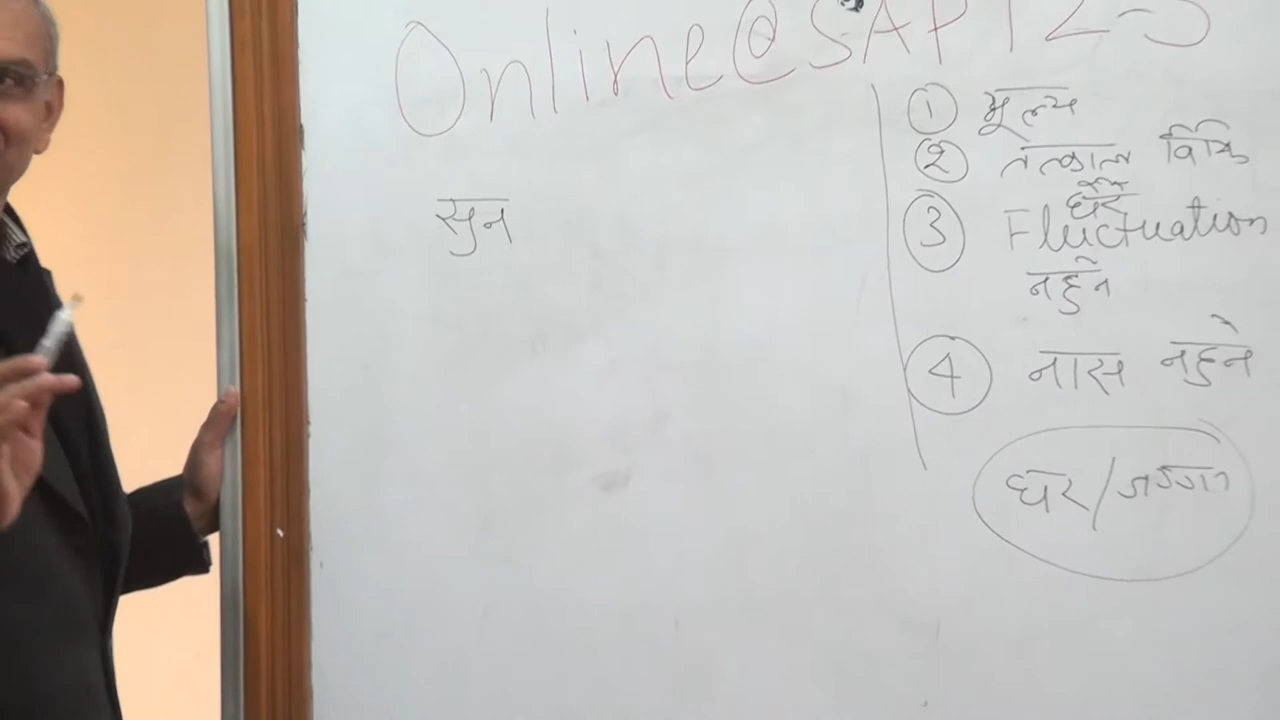 Online@SAPT2-3
सुन
① मूल्य
② तत्काल विक्रि
धेरै
③ Fluctuation
नहुने
④ नास नहुने
घर/जग्गा